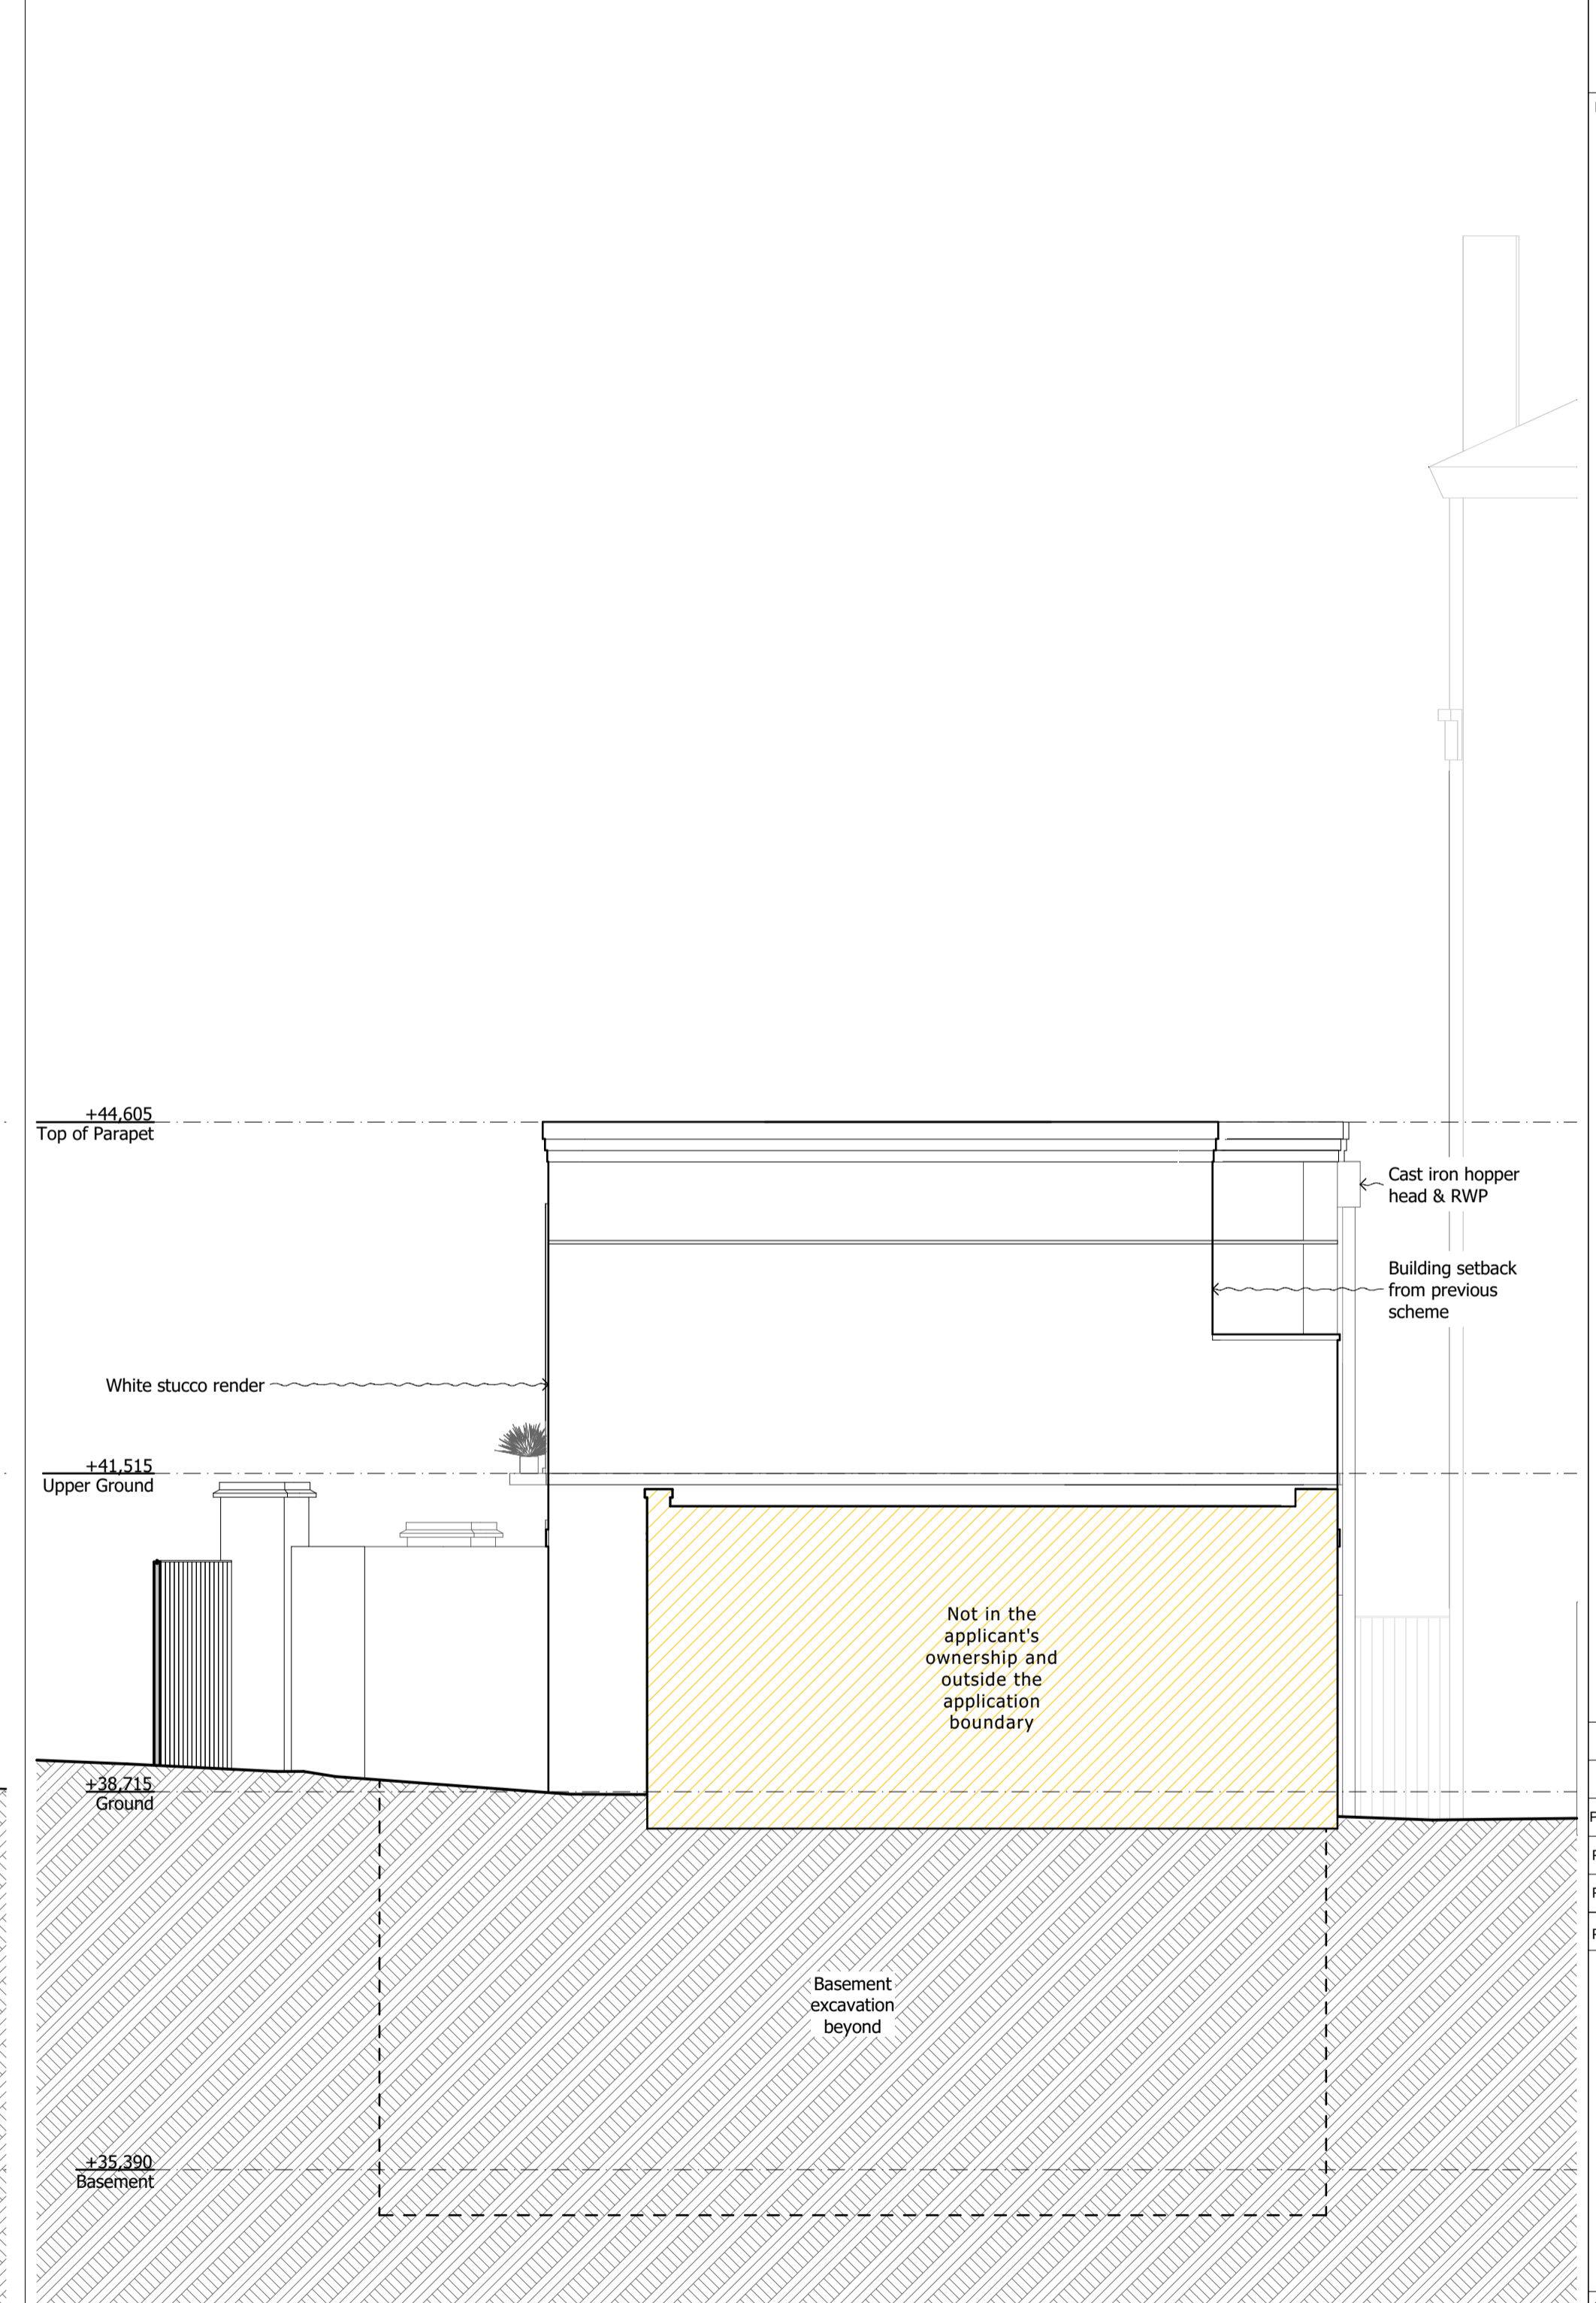 +44,605
Top of Parapet
Cast iron hopper
head & RWP
Building setback
from previous
scheme
White stucco render
+41,515
Upper Ground
Not in the
applicant's
ownership and
outside the
application
boundary
+38,715
Ground
Basement
excavation
beyond
+35,390
Basement